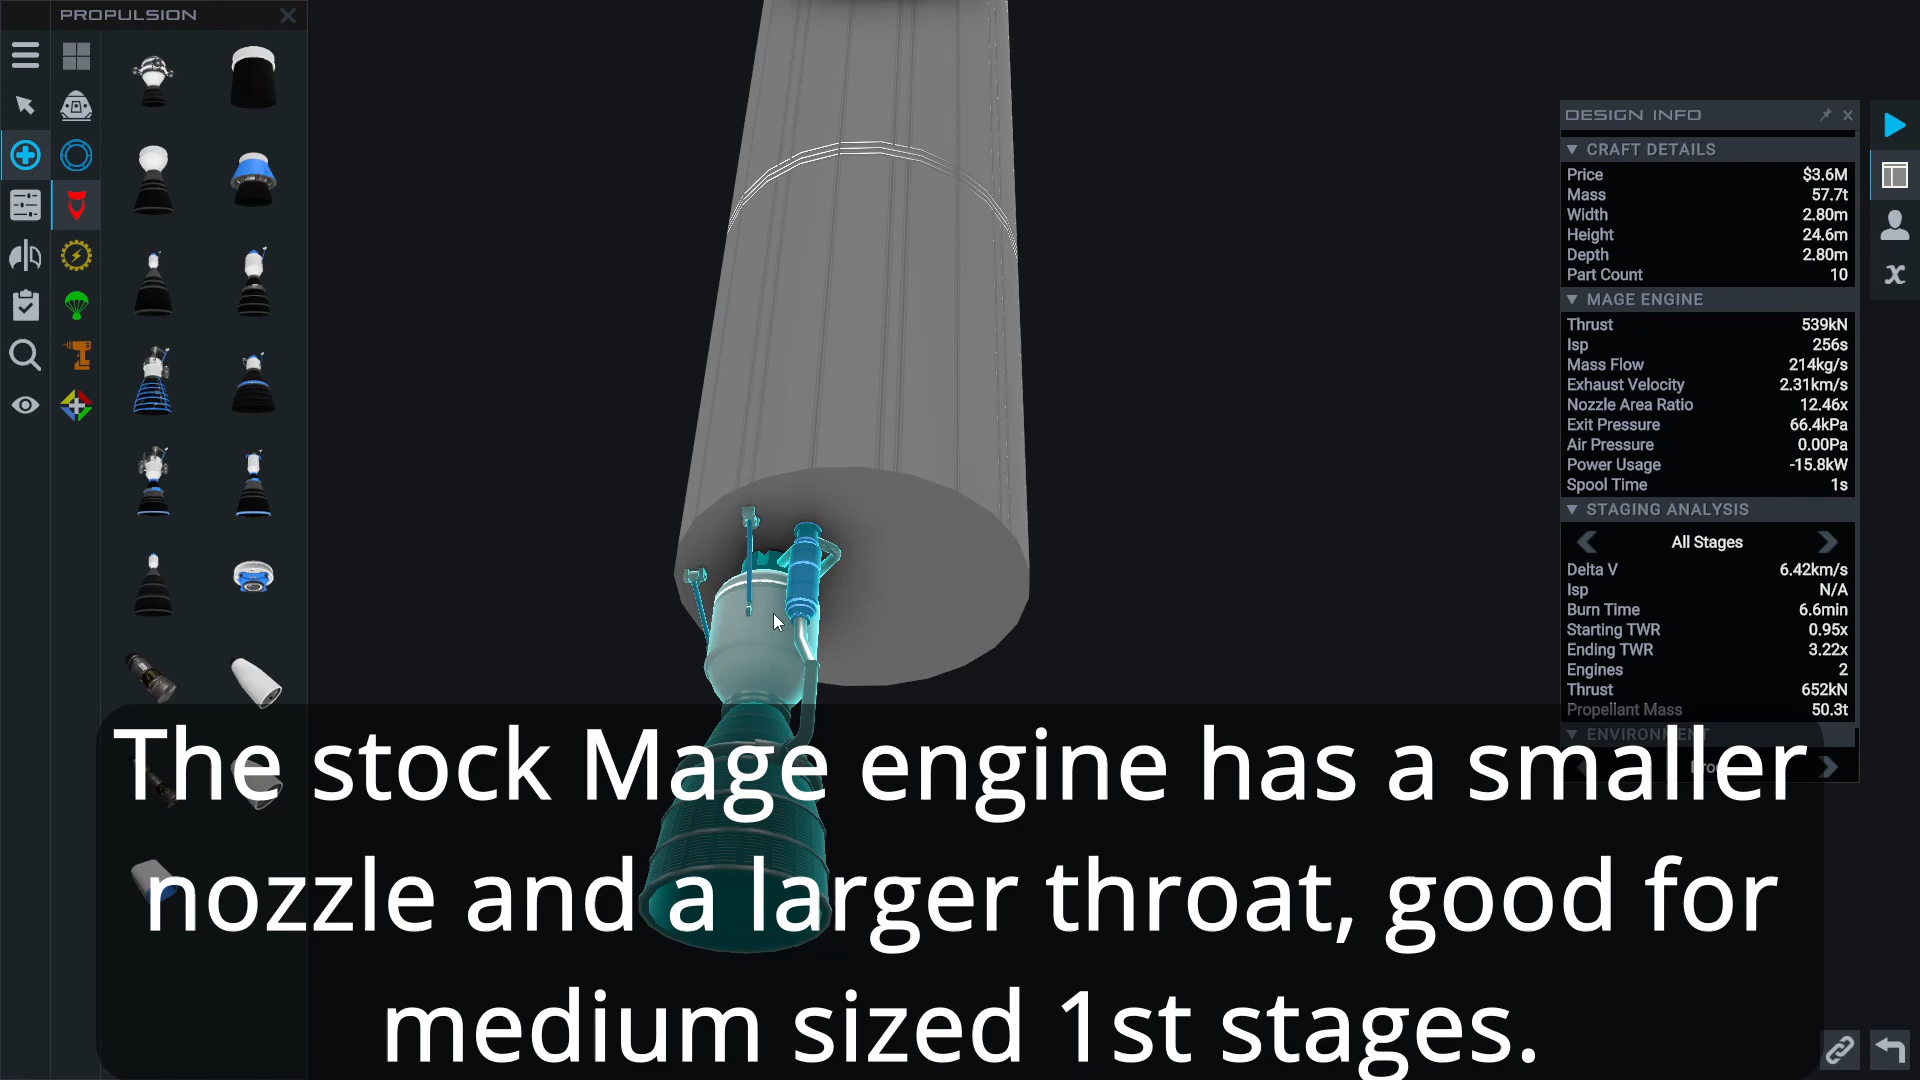 PROPULSION
DESIGN INFO
CRAFT DETAILS
Price $3.6M
Mass 57.7t
Width 2.80m
Height 24.6m
Depth 2.80m
Part Count 10
MAGE ENGINE
Thrust 539kN
Isp 256s
Mass Flow 214kg/s
Exhaust Velocity 2.31km/s
Nozzle Area Ratio 12.46x
Exit Pressure 66.4kPa
Air Pressure 0.00Pa
Power Usage -15.8kW
Spool Time 1s
STAGING ANALYSIS
All Stages
Delta V 6.42km/s
Isp N/A
Burn Time 6.6min
Starting TWR 0.95x
Ending TWR 3.22x
Engines 2
Thrust 652kN
Propellant Mass 50.3t
ENVIRONMENT
The stock Mage engine has a smaller
nozzle and a larger throat, good for
medium sized 1st stages.